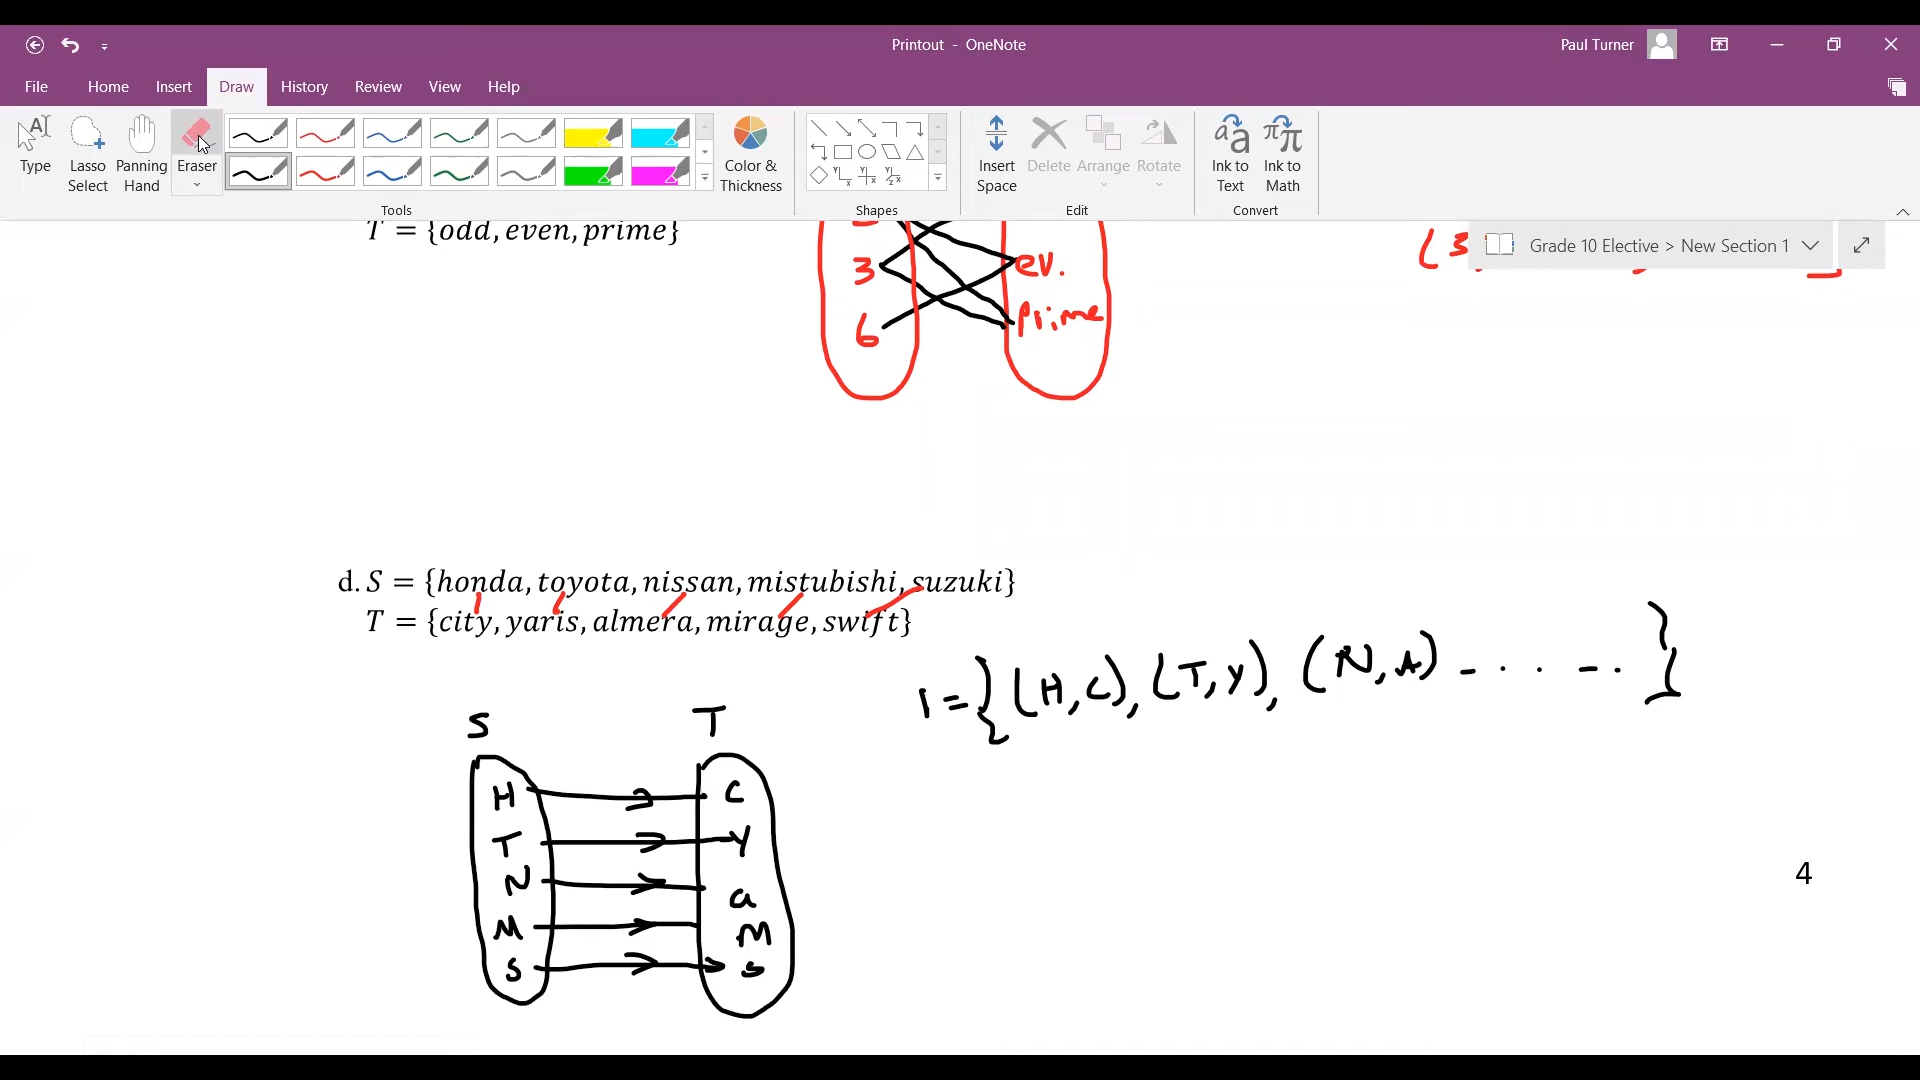 Printout - OneNote
Paul Turner
File Home Insert Draw History Review View Help
Type
Lasso Select
Panning Hand
Eraser
Color & Thickness
Insert Space
Delete
Arrange
Rotate
Ink to Text
Ink to Math
Tools
Shapes
Edit
Convert
Grade 10 Elective > New Section 1
T = {odd, even, prime}
3 ev.
6 prime
(3
d. S = {honda, toyota, nissan, mistubishi, suzuki}
T = {city, yaris, almera, mirage, swift}
= {(H, C), (T, Y), (N, A) - . . - . }
S T
H C
T Y
N a
M M
S s
4